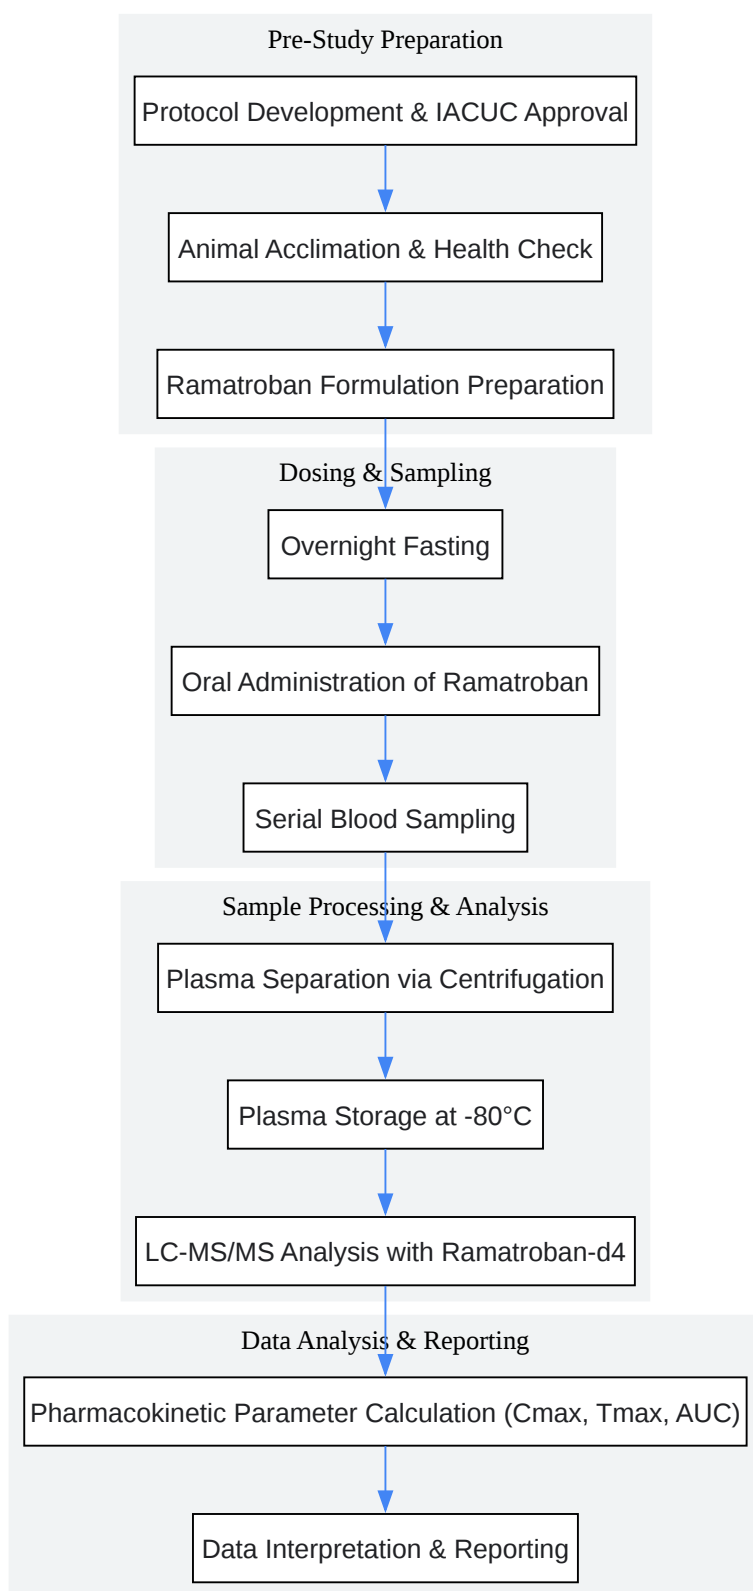 Pre-Study Preparation
Protocol Development & IACUC Approval
Animal Acclimation & Health Check
Ramatroban Formulation Preparation
Dosing & Sampling
Overnight Fasting
Oral Administration of Ramatroban
Serial Blood Sampling
Sample Processing & Analysis
Plasma Separation via Centrifugation
Plasma Storage at -80°C
LC-MS/MS Analysis with Ramatroban-d4
Data Analysis & Reporting
Pharmacokinetic Parameter Calculation (Cmax, Tmax, AUC)
Data Interpretation & Reporting